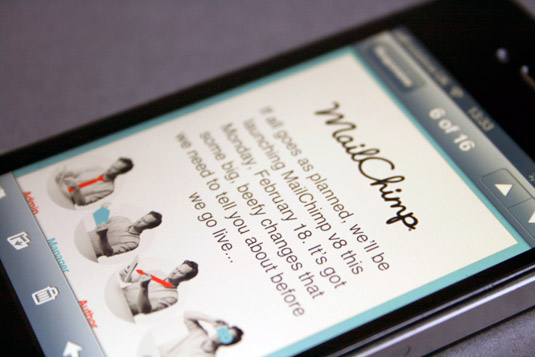 13:33
6 of 16
MailChimp
If all goes as planned, we'll be
launching MailChimp v8 this
Monday, February 18. It's got
some big, beefy changes that
we need to tell you about before
we go live...
Admin
Manager
Author